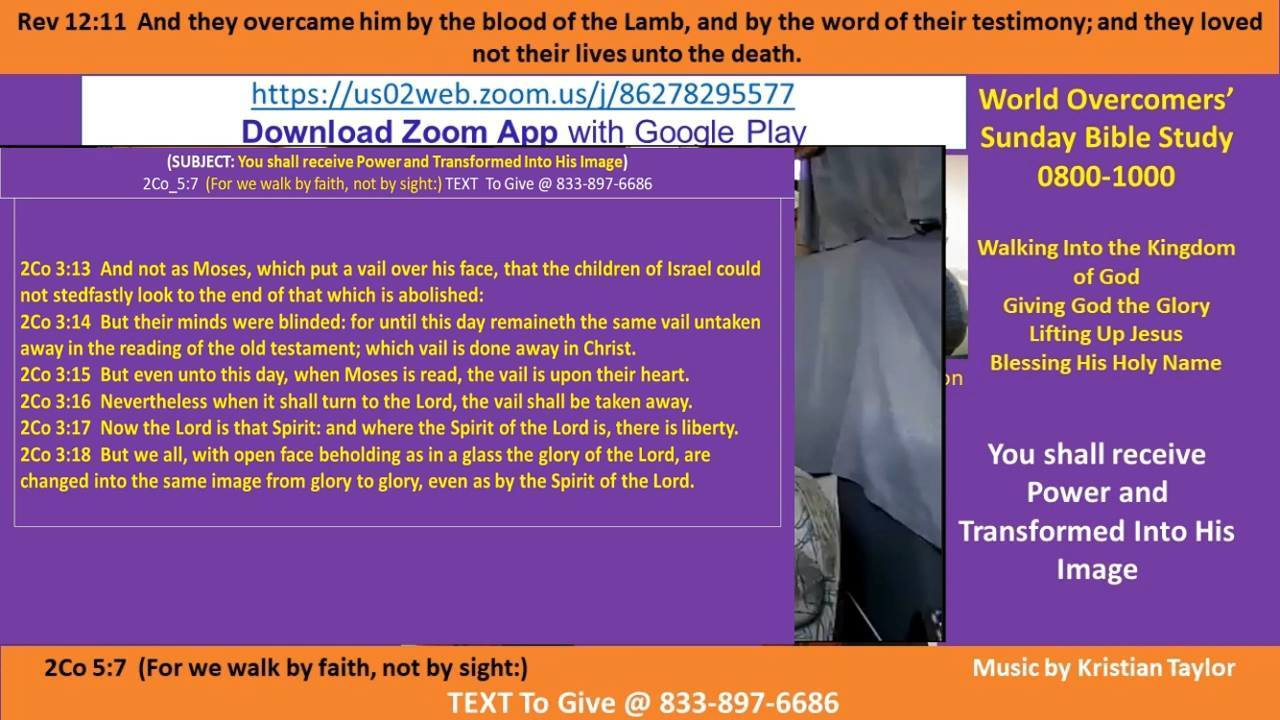 Rev 12:11  And they overcame him by the blood of the Lamb, and by the word of their testimony; and they loved
not their lives unto the death.
https://us02web.zoom.us/j/86278295577
Download Zoom App with Google Play
(SUBJECT: You shall receive Power and Transformed Into His Image)
2Co_5:7  (For we walk by faith, not by sight:) TEXT  To Give @ 833-897-6686
2Co 3:13  And not as Moses, which put a vail over his face, that the children of Israel could
not stedfastly look to the end of that which is abolished:
2Co 3:14  But their minds were blinded: for until this day remaineth the same vail untaken
away in the reading of the old testament; which vail is done away in Christ.
2Co 3:15  But even unto this day, when Moses is read, the vail is upon their heart.
2Co 3:16  Nevertheless when it shall turn to the Lord, the vail shall be taken away.
2Co 3:17  Now the Lord is that Spirit: and where the Spirit of the Lord is, there is liberty.
2Co 3:18  But we all, with open face beholding as in a glass the glory of the Lord, are
changed into the same image from glory to glory, even as by the Spirit of the Lord.
World Overcomers’
Sunday Bible Study
0800-1000
Walking Into the Kingdom
of God
Giving God the Glory
Lifting Up Jesus
Blessing His Holy Name
on
You shall receive
Power and
Transformed Into His
Image
2Co 5:7  (For we walk by faith, not by sight:)
Music by Kristian Taylor
TEXT To Give @ 833-897-6686